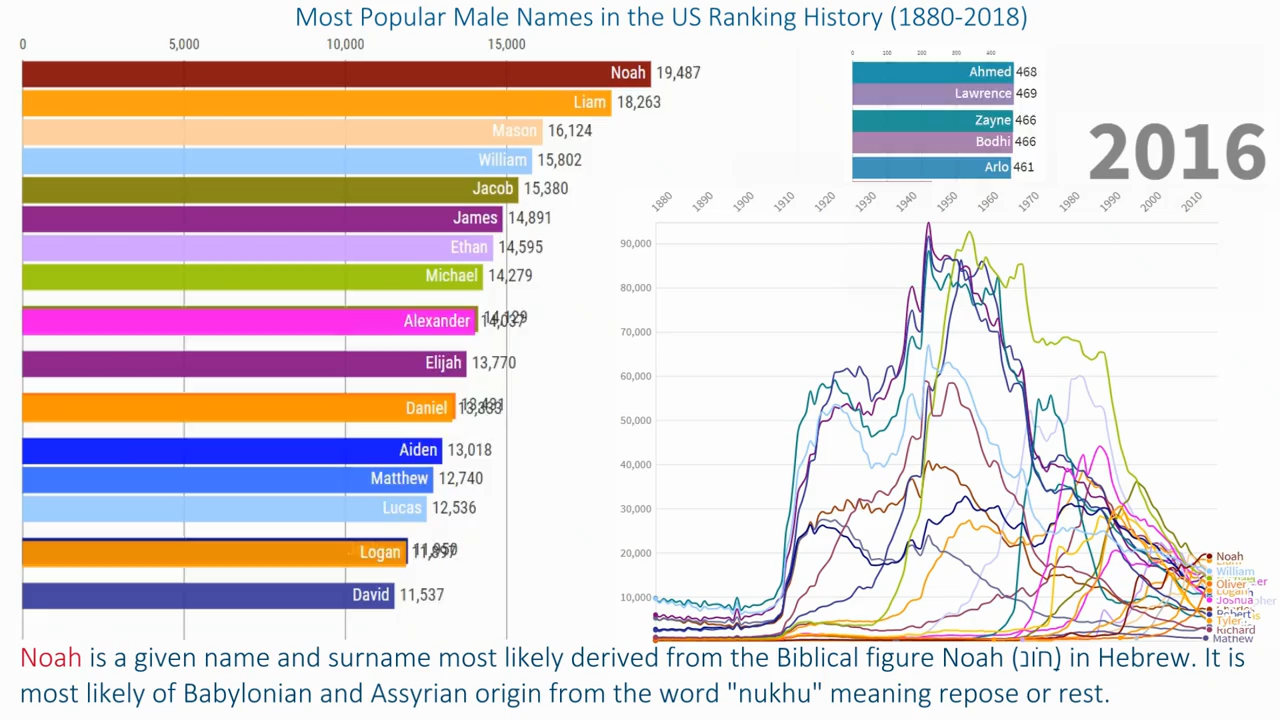 Most Popular Male Names in the US Ranking History (1880-2018)
0 5,000 10,000 15,000
Noah 19,487
Liam 18,263
Mason 16,124
William 15,802
Jacob 15,380
James 14,891
Ethan 14,595
Michael 14,279
Alexander
Elijah 13,770
Daniel
Aiden 13,018
Matthew 12,740
Lucas 12,536
Logan
David 11,537
0 100 200 300 400
Ahmed 468
Lawrence 469
Zayne 466
Bodhi 466
Arlo 461
2016
1880 1890 1900 1910 1920 1930 1940 1950 1960 1970 1980 1990 2000 2010
90,000
80,000
70,000
60,000
50,000
40,000
30,000
20,000
10,000
Noah
William
Oliver
Joshua
Robert
Tyler
Richard
Mathew
Noah is a given name and surname most likely derived from the Biblical figure Noah (נוֹחָ) in Hebrew. It is
most likely of Babylonian and Assyrian origin from the word "nukhu" meaning repose or rest.